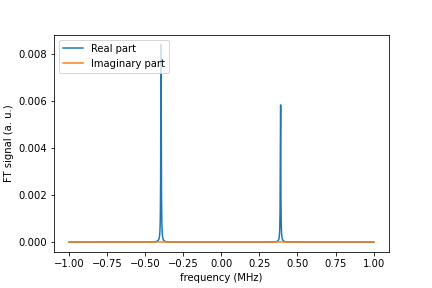 Real part
Imaginary part
0.008
0.006
0.004
0.002
0.000
FT signal (a. u.)
−1.00 −0.75 −0.50 −0.25 0.00 0.25 0.50 0.75 1.00
frequency (MHz)